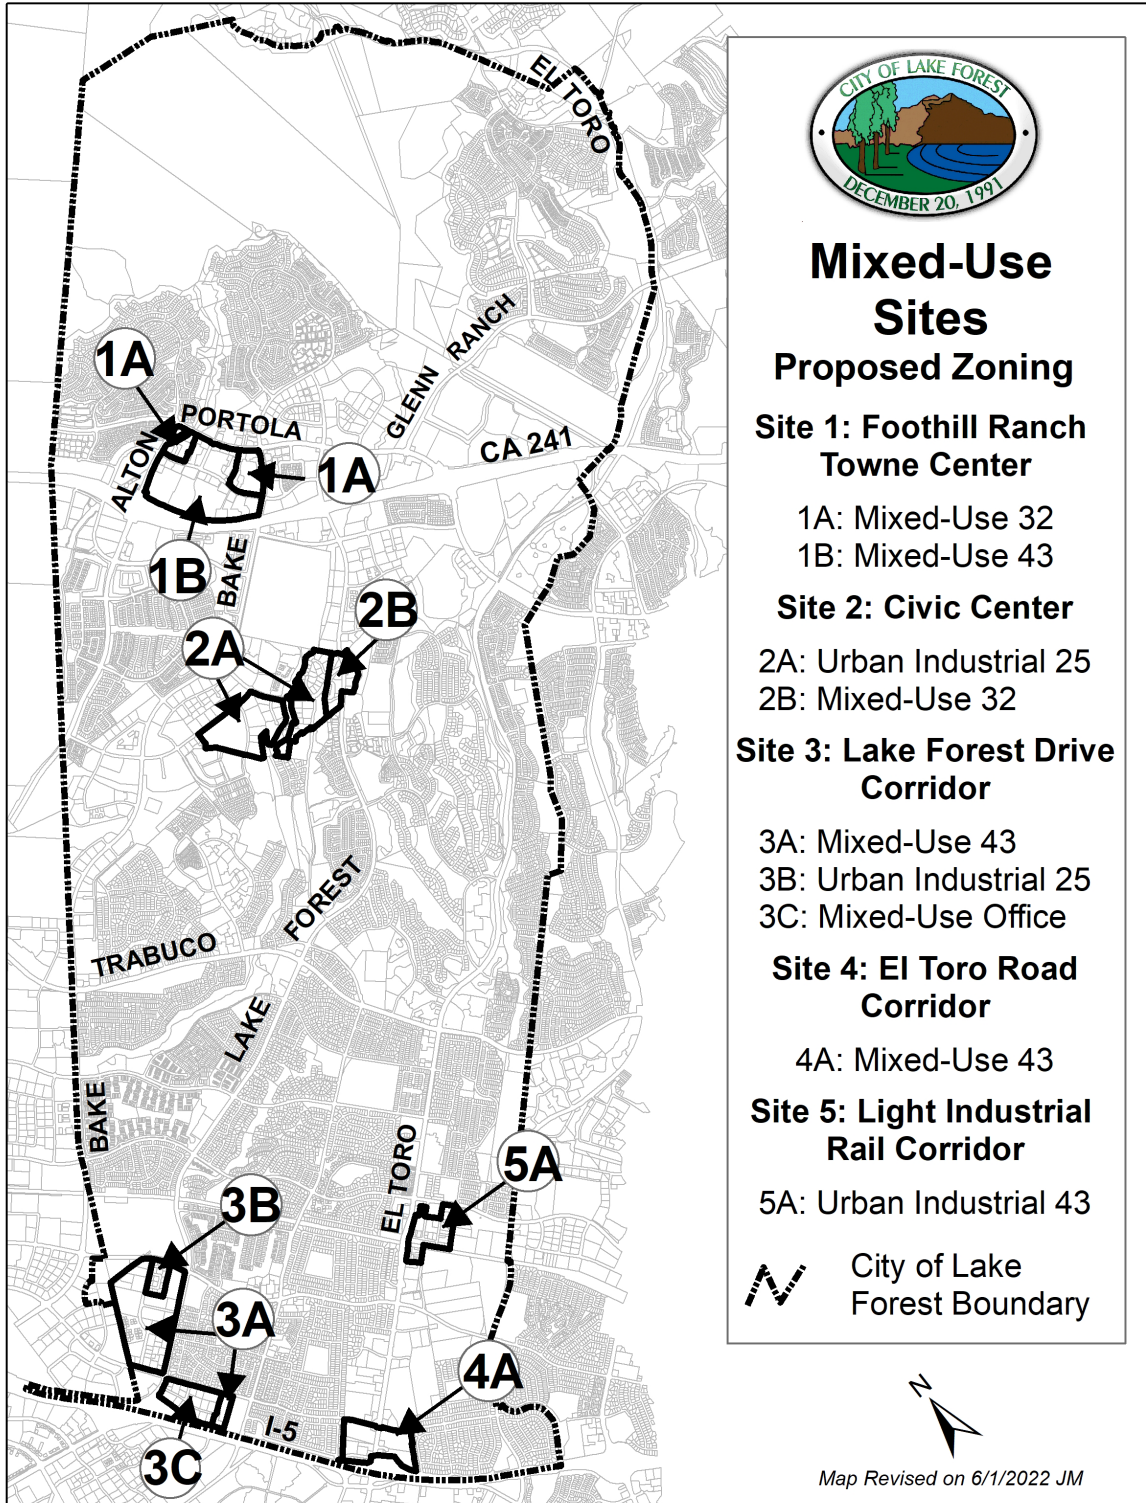 EL TORO
GLENN RANCH
1A
PORTOLA
ALTON
CA 241
1A
1B
BAKE
2B
2A
FOREST
TRABUCO
LAKE
BAKE
EL TORO
5A
3B
3A
4A
I-5
3C
CITY OF LAKE FOREST
DECEMBER 20, 1991
Mixed-Use
Sites
Proposed Zoning
Site 1: Foothill Ranch
Towne Center
1A: Mixed-Use 32
1B: Mixed-Use 43
Site 2: Civic Center
2A: Urban Industrial 25
2B: Mixed-Use 32
Site 3: Lake Forest Drive
Corridor
3A: Mixed-Use 43
3B: Urban Industrial 25
3C: Mixed-Use Office
Site 4: El Toro Road
Corridor
4A: Mixed-Use 43
Site 5: Light Industrial
Rail Corridor
5A: Urban Industrial 43
City of Lake
Forest Boundary
N
Map Revised on 6/1/2022 JM